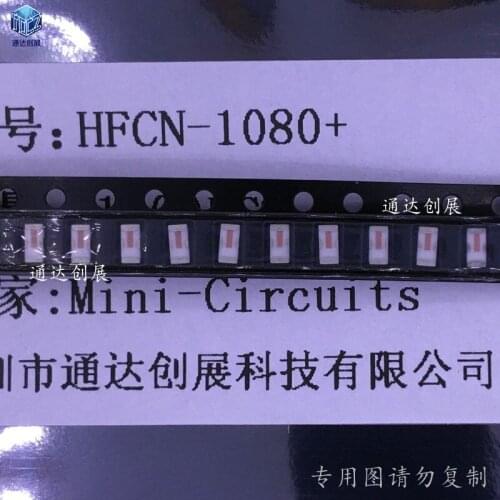 通达创展
号:HFCN-1080+
通达创展
通达创展
家:Mini-Circuits
圳市通达创展科技有限公司
专用图请勿复制